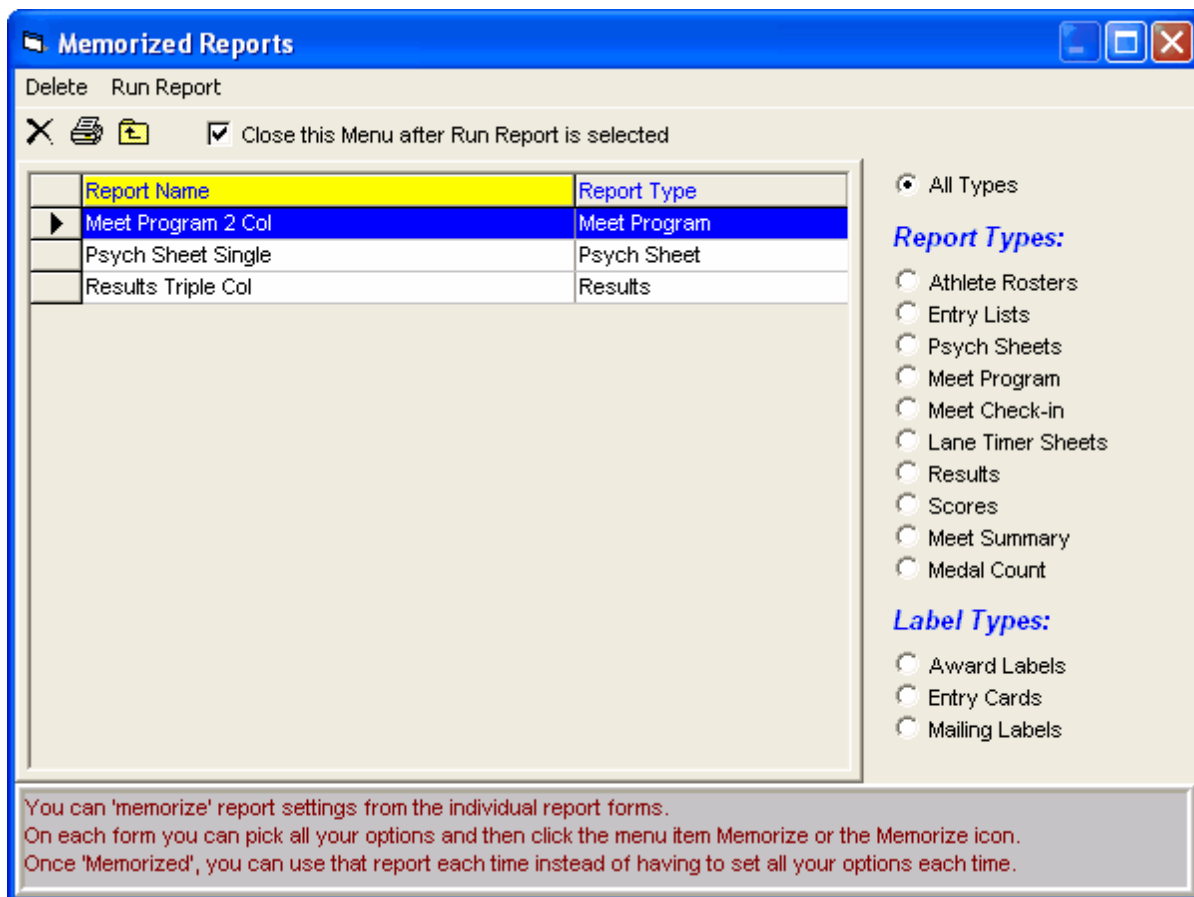 Memorized Reports
Delete Run Report
Close this Menu after Run Report is selected
Report Name Report Type
Meet Program 2 Col Meet Program
Psych Sheet Single Psych Sheet
Results Triple Col Results
All Types
Report Types:
Athlete Rosters
Entry Lists
Psych Sheets
Meet Program
Meet Check-in
Lane Timer Sheets
Results
Scores
Meet Summary
Medal Count
Label Types:
Award Labels
Entry Cards
Mailing Labels
You can 'memorize' report settings from the individual report forms.
On each form you can pick all your options and then click the menu item Memorize or the Memorize icon.
Once 'Memorized', you can use that report each time instead of having to set all your options each time.